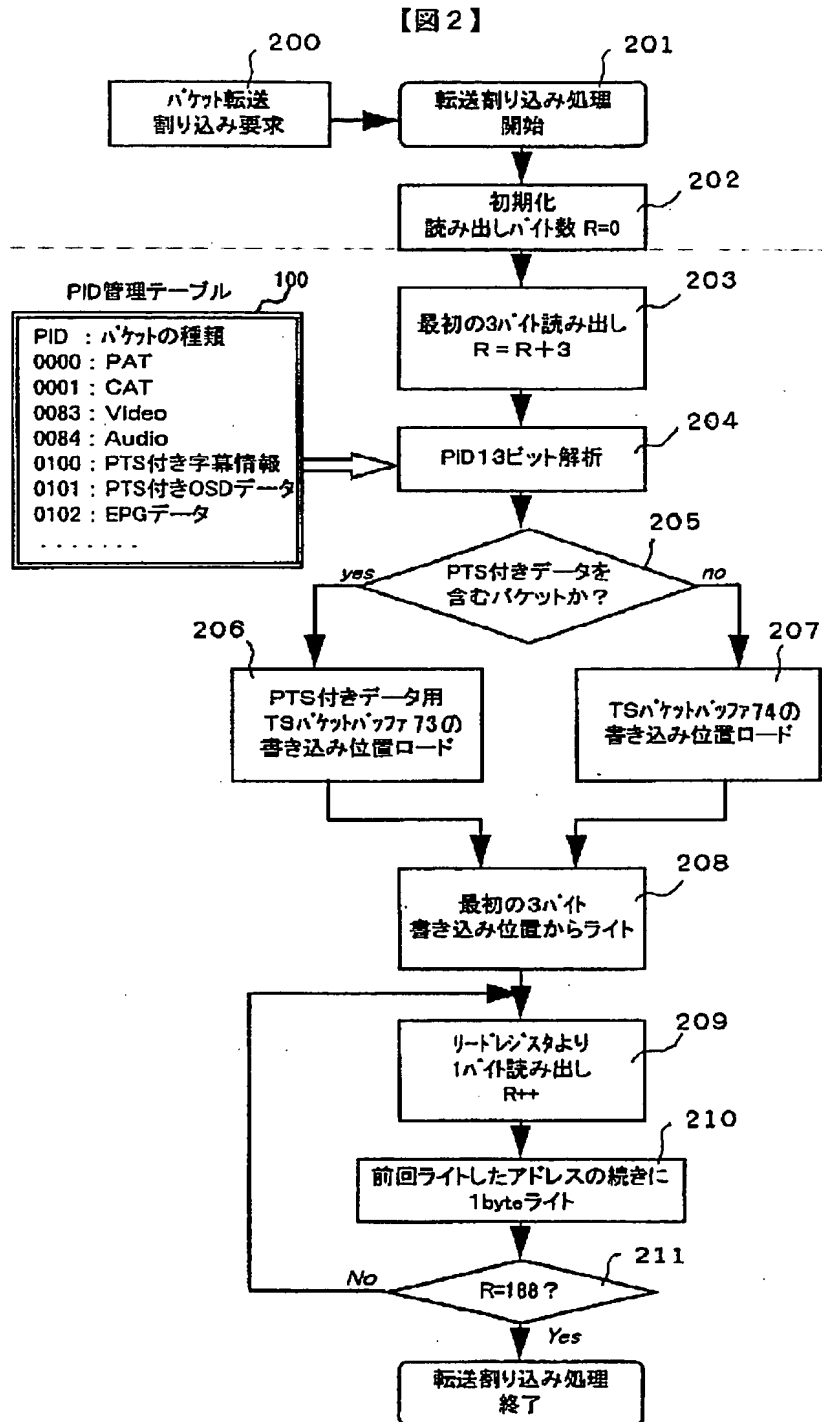 【図2】
200
パケット転送
割り込み要求
201
転送割り込み処理
開始
202
初期化
読み出しバイト数 R=0
PID管理テーブル
100
PID : パケットの種類
0000 : PAT
0001 : CAT
0083 : Video
0084 : Audio
0100 : PTS付き字幕情報
0101 : PTS付きOSDデータ
0102 : EPGデータ
. . . . . . .
203
最初の3バイト読み出し
R=R+3
204
PID13ビット解析
205
PTS付きデータを
含むパケットか?
yes
no
206
PTS付きデータ用
TSパケットバッファ73の
書き込み位置ロード
207
TSパケットバッファ74の
書き込み位置ロード
208
最初の3バイト
書き込み位置からライト
209
リードレジスタより
1バイト読み出し
R++
210
前回ライトしたアドレスの続きに
1byteライト
211
R=188?
No
Yes
転送割り込み処理
終了